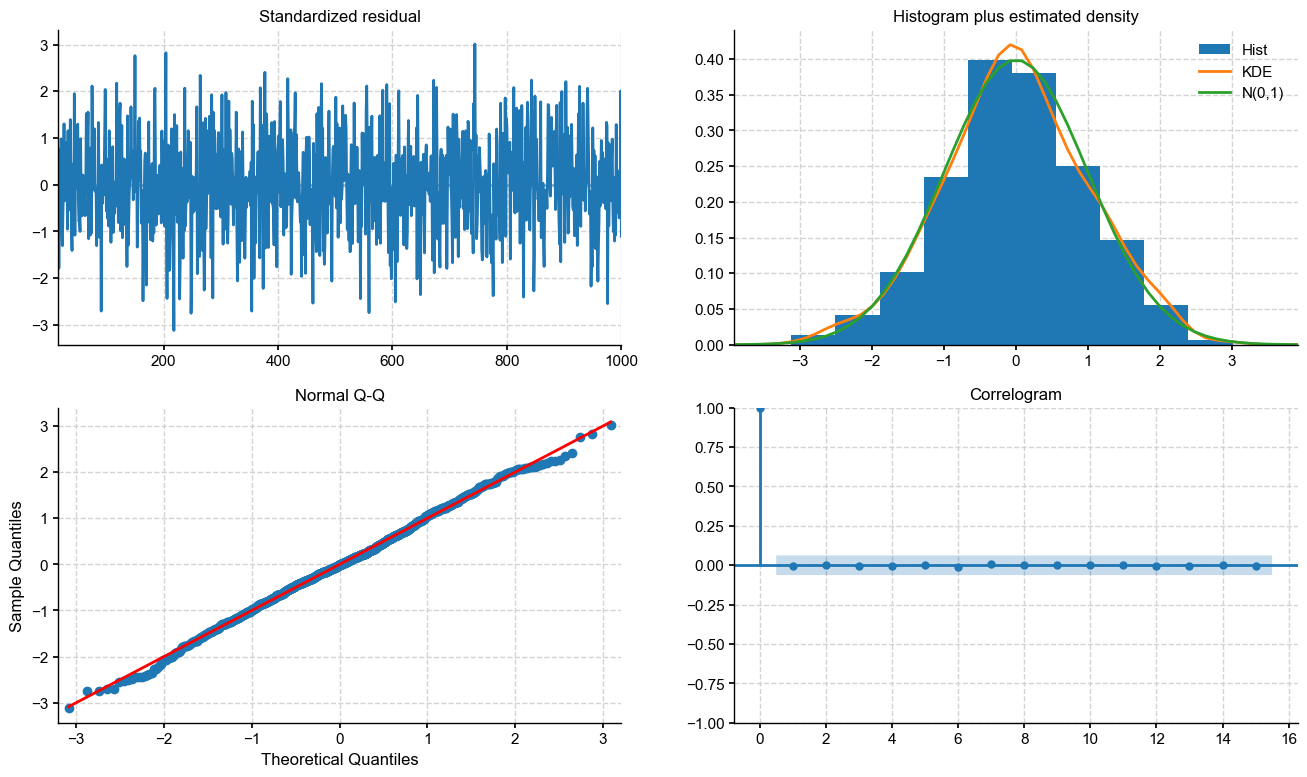 Standardized residual
3
2
1
0
−1
−2
−3
200 400 600 800 1000
Histogram plus estimated density
Hist
KDE
N(0,1)
0.40
0.35
0.30
0.25
0.20
0.15
0.10
0.05
0.00
−3 −2 −1 0 1 2 3
Normal Q-Q
Sample Quantiles
3
2
1
0
−1
−2
−3
−3 −2 −1 0 1 2 3
Theoretical Quantiles
Correlogram
1.00
0.75
0.50
0.25
0.00
−0.25
−0.50
−0.75
−1.00
0 2 4 6 8 10 12 14 16